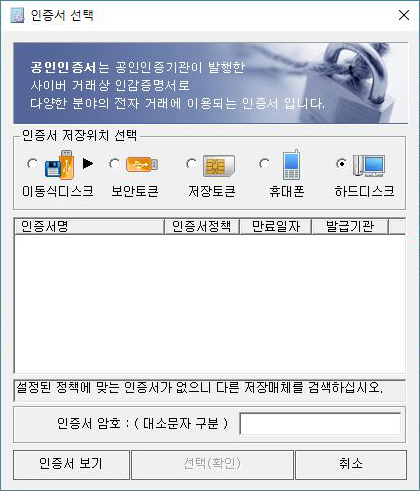 인증서 선택
공인인증서는 공인인증기관이 발행한
사이버 거래상 인감증명서로
다양한 분야의 전자 거래에 이용되는 인증서 입니다.
인증서 저장위치 선택
이동식디스크 보안토큰 저장토큰 휴대폰 하드디스크
인증서명 인증서정책 만료일자 발급기관
설정된 정책에 맞는 인증서가 없으니 다른 저장매체를 검색하십시오.
인증서 암호 : ( 대소문자 구분 )
인증서 보기 선택(확인) 취소